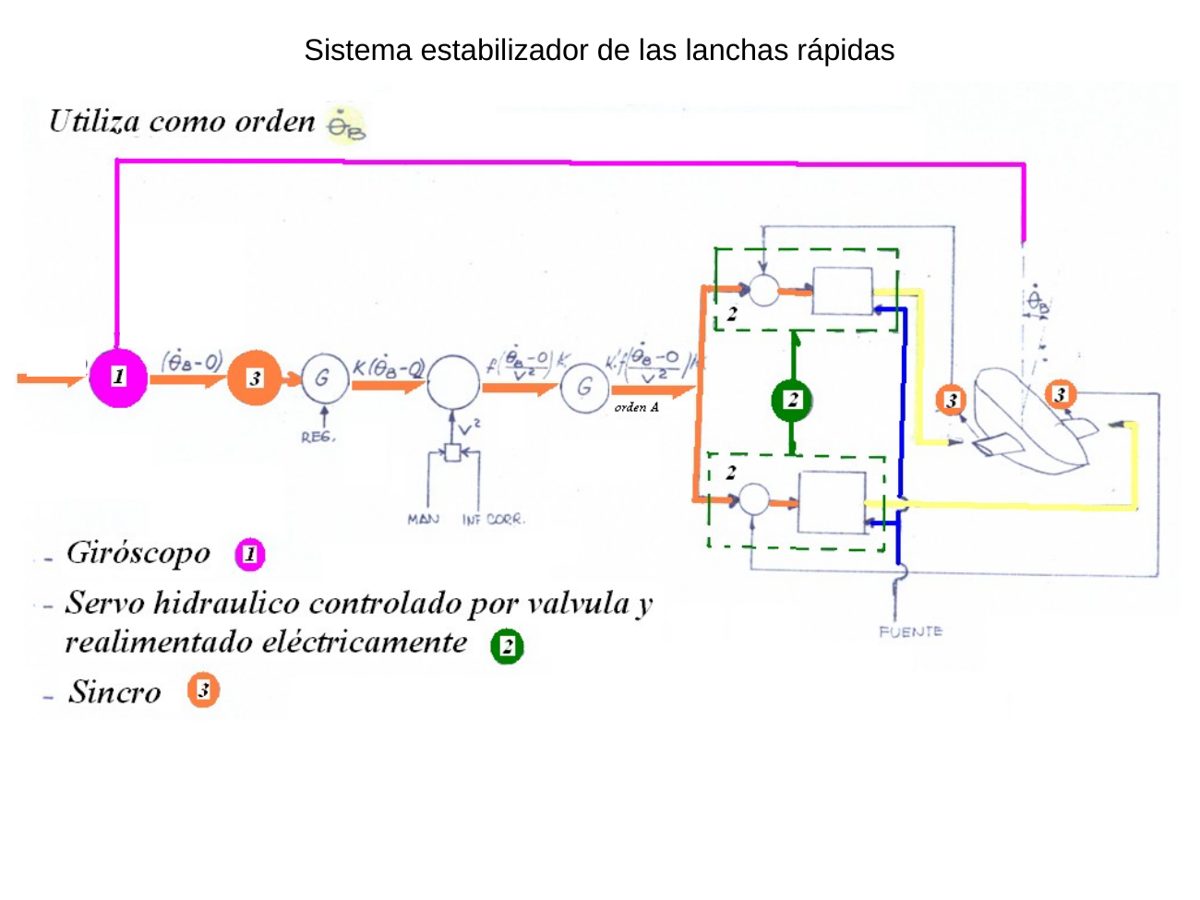 Sistema estabilizador de las lanchas rápidas
Utiliza como orden θ̇B
θ̇B
2
1
(θ̇B-0)
3
G
K(θ̇B-0)
f(θ̇B-0/V²)K
G
K'f(θ̇B-0/V²)K
orden A
2
3
3
REG.
V²
2
MAN
INF CORR.
- Giróscopo 1
- Servo hidraulico controlado por valvula y
realimentado eléctricamente 2
- Sincro 3
FUENTE